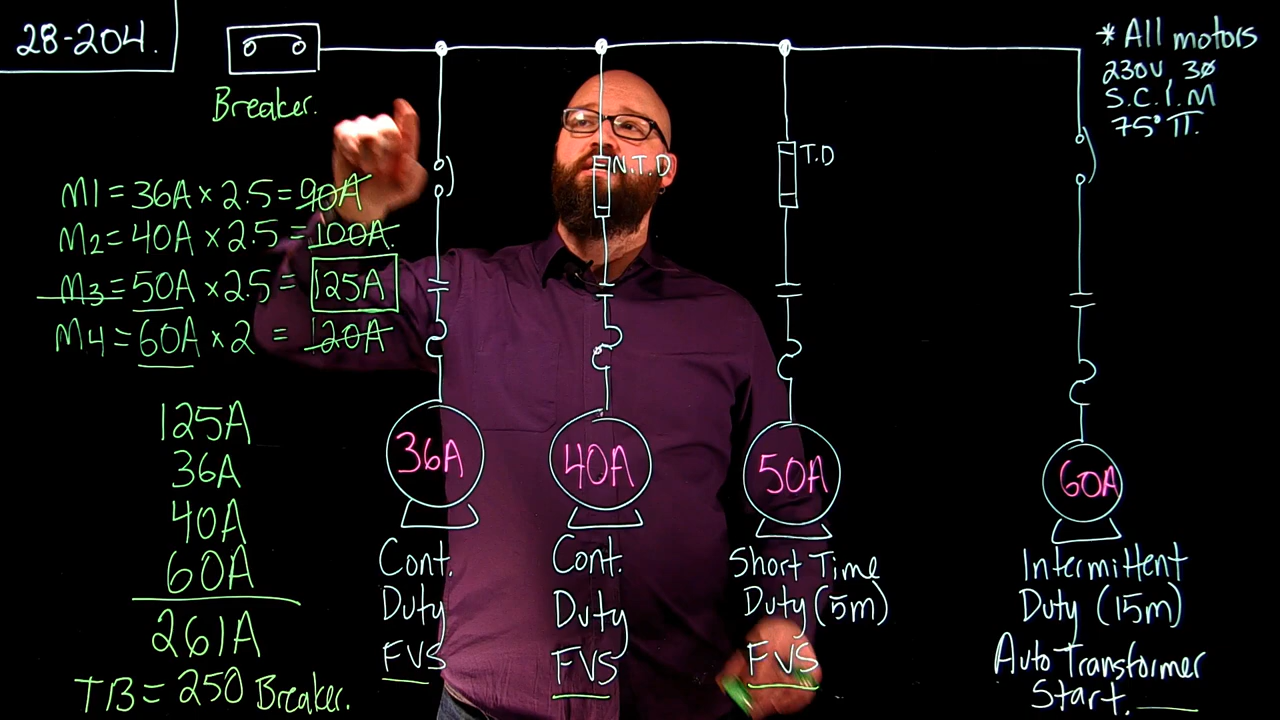 28-204.
Breaker.
* All motors
230V, 3ø
S.C.I.M
75° TT.
N.T.D
T.D
M1 = 36A × 2.5 = 90A
M2 = 40A × 2.5 = 100A.
M3 = 50A × 2.5 = 125A
M4 = 60A × 2 = 120A
125A
36A
40A
60A
261A
T13 = 250 Breaker.
36A
Cont.
Duty
FVS
40A
Cont.
Duty
FVS
50A
Short Time
Duty (5m)
FVS
60A
Intermittent
Duty (15m)
Auto Transformer
Start.